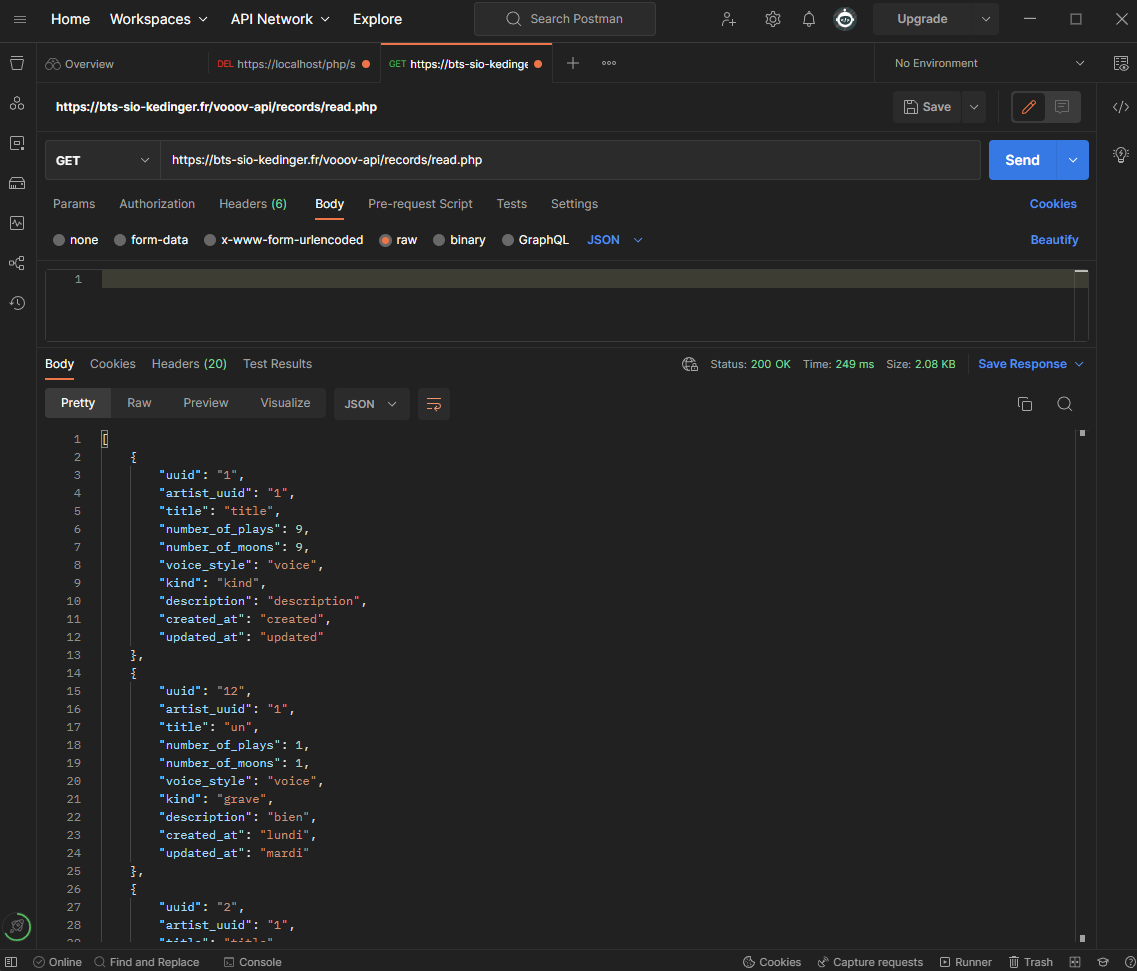 Home Workspaces API Network Explore Search Postman Upgrade
Overview DEL https://localhost/php/s GET https://bts-sio-kedinge No Environment
https://bts-sio-kedinger.fr/vooov-api/records/read.php Save
GET https://bts-sio-kedinger.fr/vooov-api/records/read.php Send
Params Authorization Headers (6) Body Pre-request Script Tests Settings Cookies
none form-data x-www-form-urlencoded raw binary GraphQL JSON Beautify
1
Body Cookies Headers (20) Test Results Status: 200 OK Time: 249 ms Size: 2.08 KB Save Response
Pretty Raw Preview Visualize JSON
1 [
2 {
3 "uuid": "1",
4 "artist_uuid": "1",
5 "title": "title",
6 "number_of_plays": 9,
7 "number_of_moons": 9,
8 "voice_style": "voice",
9 "kind": "kind",
10 "description": "description",
11 "created_at": "created",
12 "updated_at": "updated"
13 },
14 {
15 "uuid": "12",
16 "artist_uuid": "1",
17 "title": "un",
18 "number_of_plays": 1,
19 "number_of_moons": 1,
20 "voice_style": "voice",
21 "kind": "grave",
22 "description": "bien",
23 "created_at": "lundi",
24 "updated_at": "mardi"
25 },
26 {
27 "uuid": "2",
28 "artist_uuid": "1",
29 "title": "title"
Online Find and Replace Console Cookies Capture requests Runner Trash